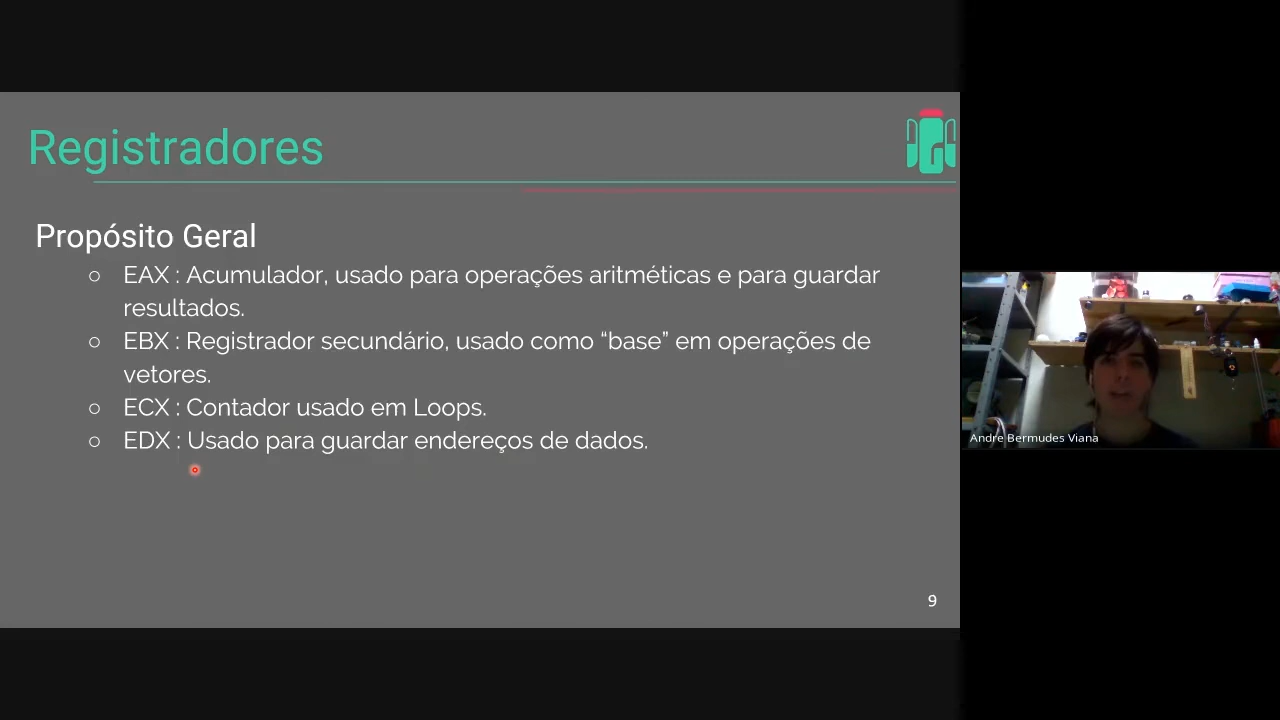 Registradores
Propósito Geral
○ EAX : Acumulador, usado para operações aritméticas e para guardar
resultados.
○ EBX : Registrador secundário, usado como “base” em operações de
vetores.
○ ECX : Contador usado em Loops.
○ EDX : Usado para guardar endereços de dados.
9
Andre Bermudes Viana